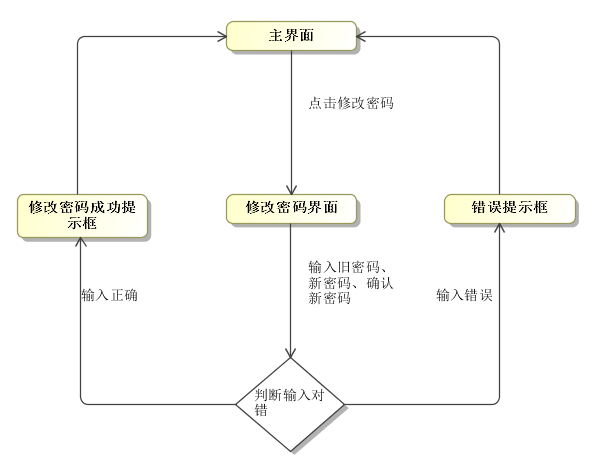 主界面
点击修改密码
修改密码成功提
示框
修改密码界面
错误提示框
输入旧密码、
新密码、确认
新密码
输入正确
输入错误
判断输入对
错